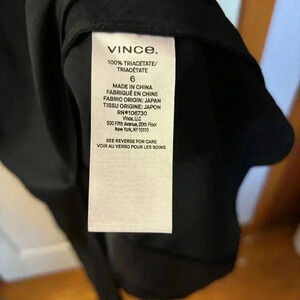 VINCE.
100% TRIACETATE/
TRIACÉTATE
6
MADE IN CHINA
FABRIQUÉ EN CHINE
FABRIC ORIGIN: JAPAN
TISSU ORIGINE: JAPON
RN#106730
Vince, LLC
500 Fifth Avenue, 20th Floor
New York, NY 10110
SEE REVERSE FOR CARE
VOIR AU VERSO POUR LES SOINS